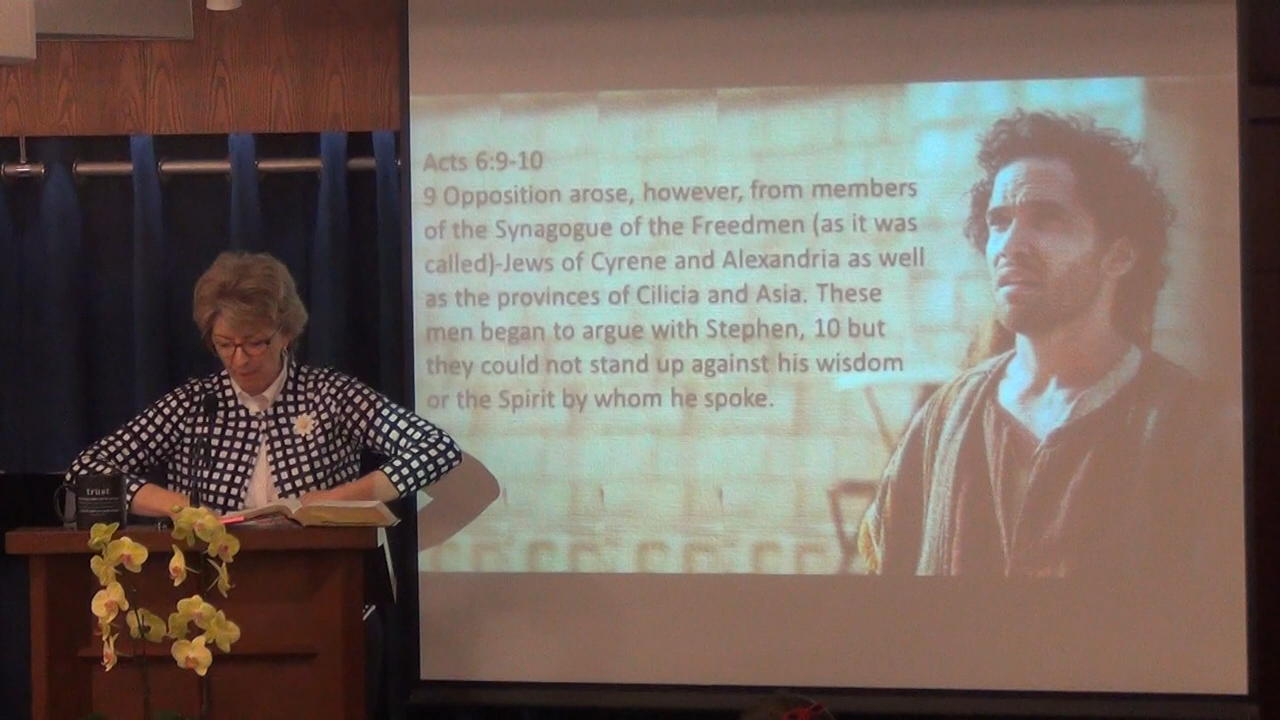 Acts 6:9-10
9 Opposition arose, however, from members
of the Synagogue of the Freedmen (as it was
called)-Jews of Cyrene and Alexandria as well
as the provinces of Cilicia and Asia. These
men began to argue with Stephen, 10 but
they could not stand up against his wisdom
or the Spirit by whom he spoke.
trust